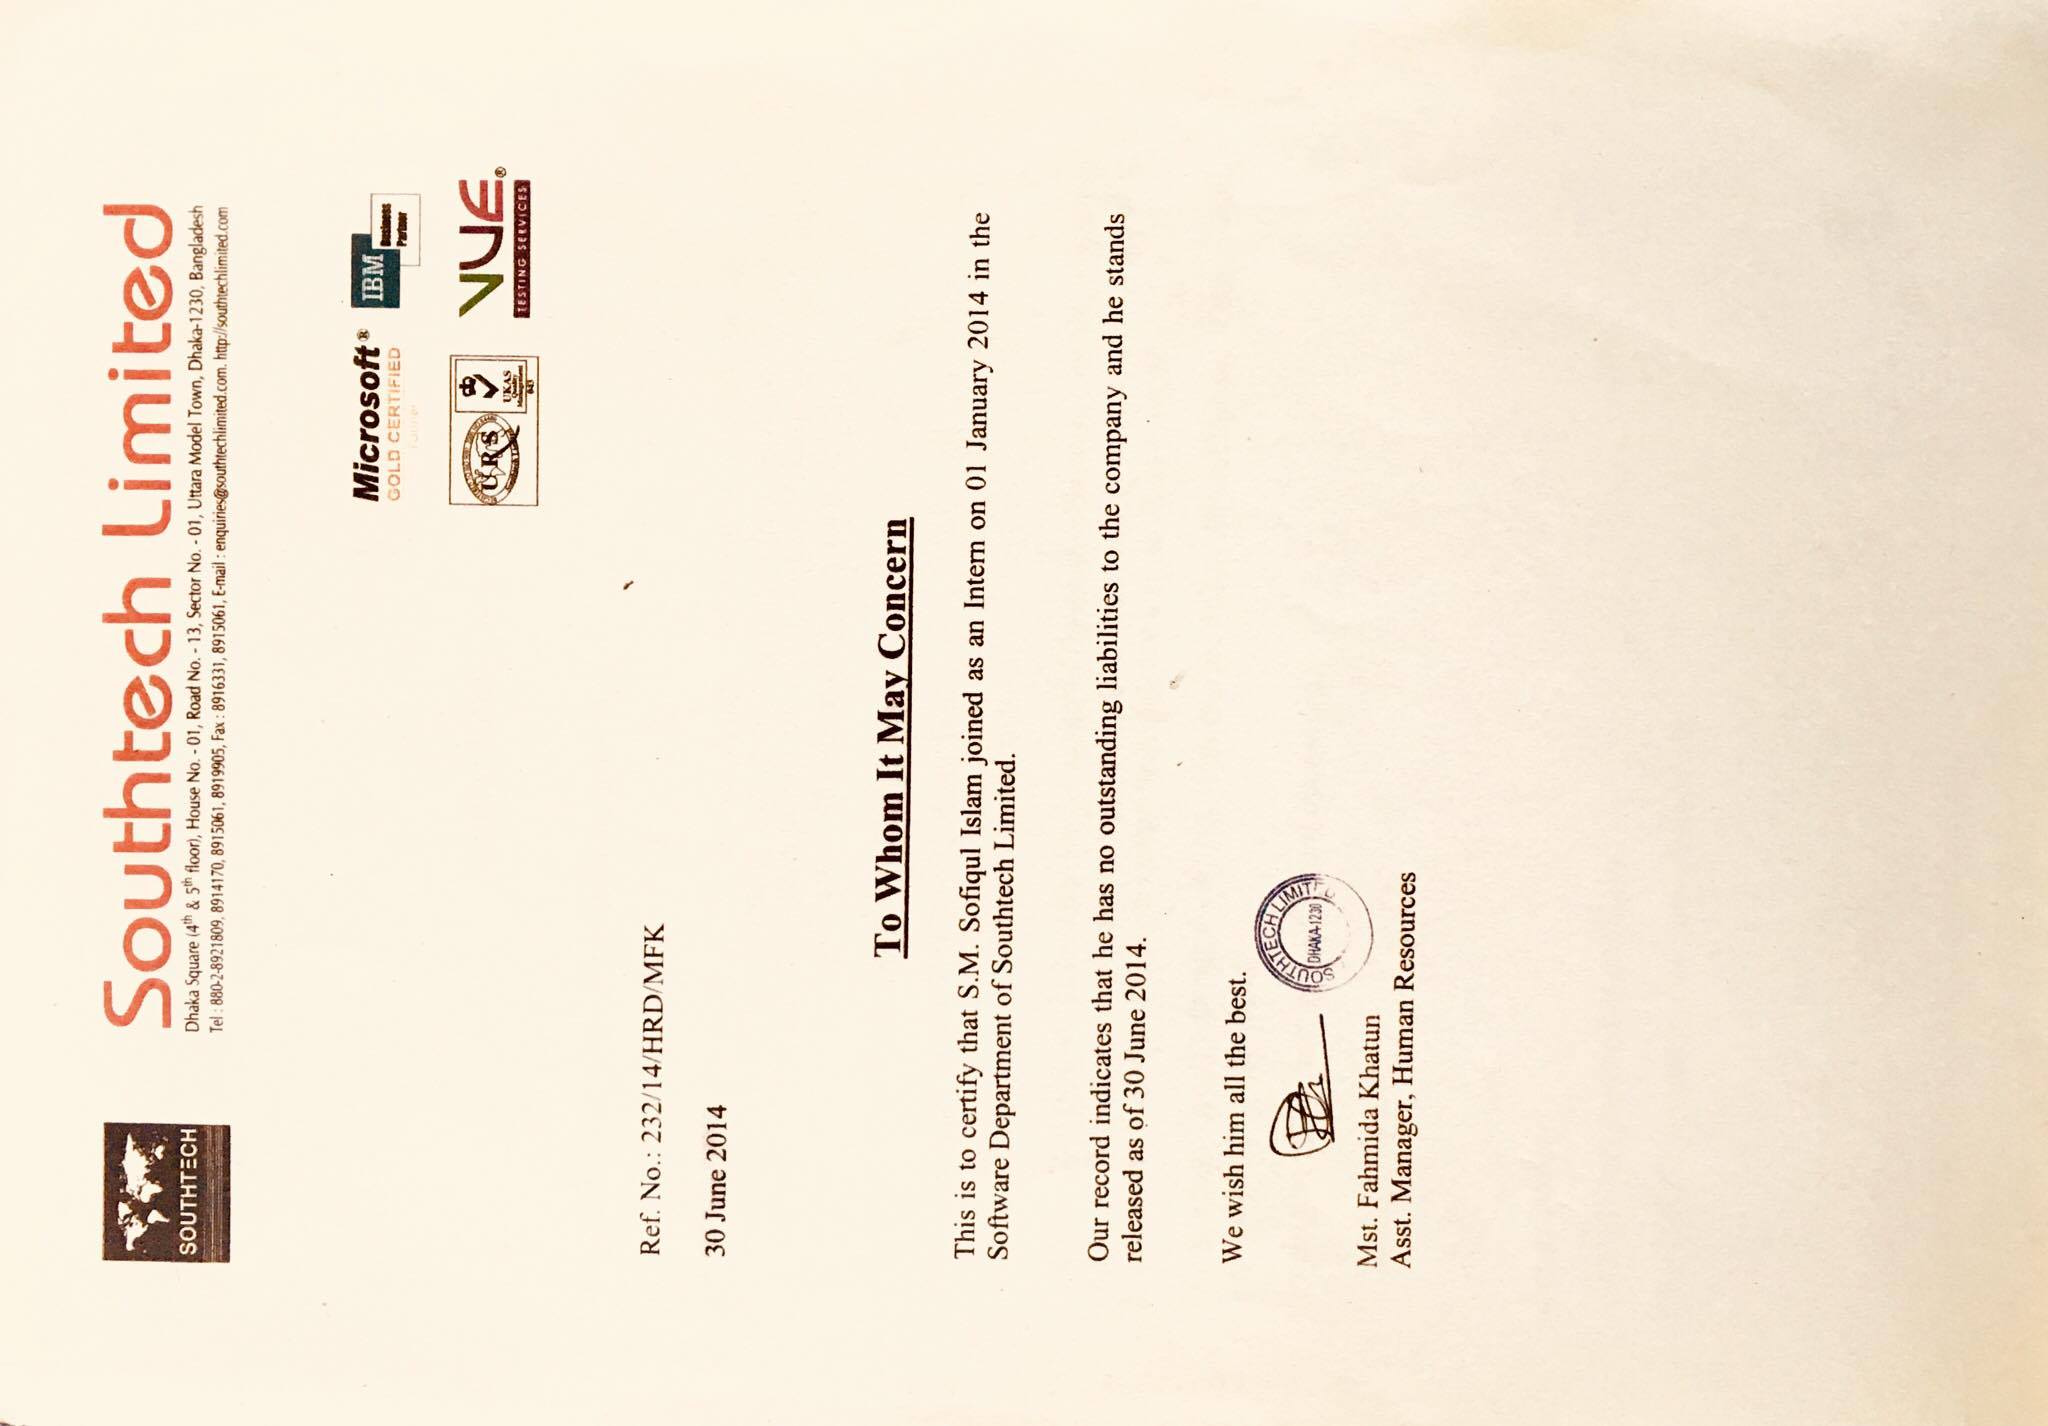 SOUTHTECH
Southtech Limited
Dhaka Square (4th & 5th floor), House No. - 01, Road No. - 13, Sector No. - 01, Uttara Model Town, Dhaka-1230, Bangladesh
Tel : 880-2-8921809, 8914170, 8915061, 8919905, Fax : 8916331, 8915061, E-mail : enquiries@southtechlimited.com. http://southtechlimited.com
Microsoft®
GOLD CERTIFIED
IBM
Business
Partner
URS
UKAS
Quality
Management
043
VUE®
TESTING SERVICES
Ref. No.: 232/14/HRD/MFK
30 June 2014
To Whom It May Concern
This is to certify that S.M. Sofiqul Islam joined as an Intern on 01 January 2014 in the
Software Department of Southtech Limited.
Our record indicates that he has no outstanding liabilities to the company and he stands
released as of 30 June 2014.
We wish him all the best.
SOUTHTECH LIMITED
DHAKA-1230
Mst. Fahmida Khatun
Asst. Manager, Human Resources